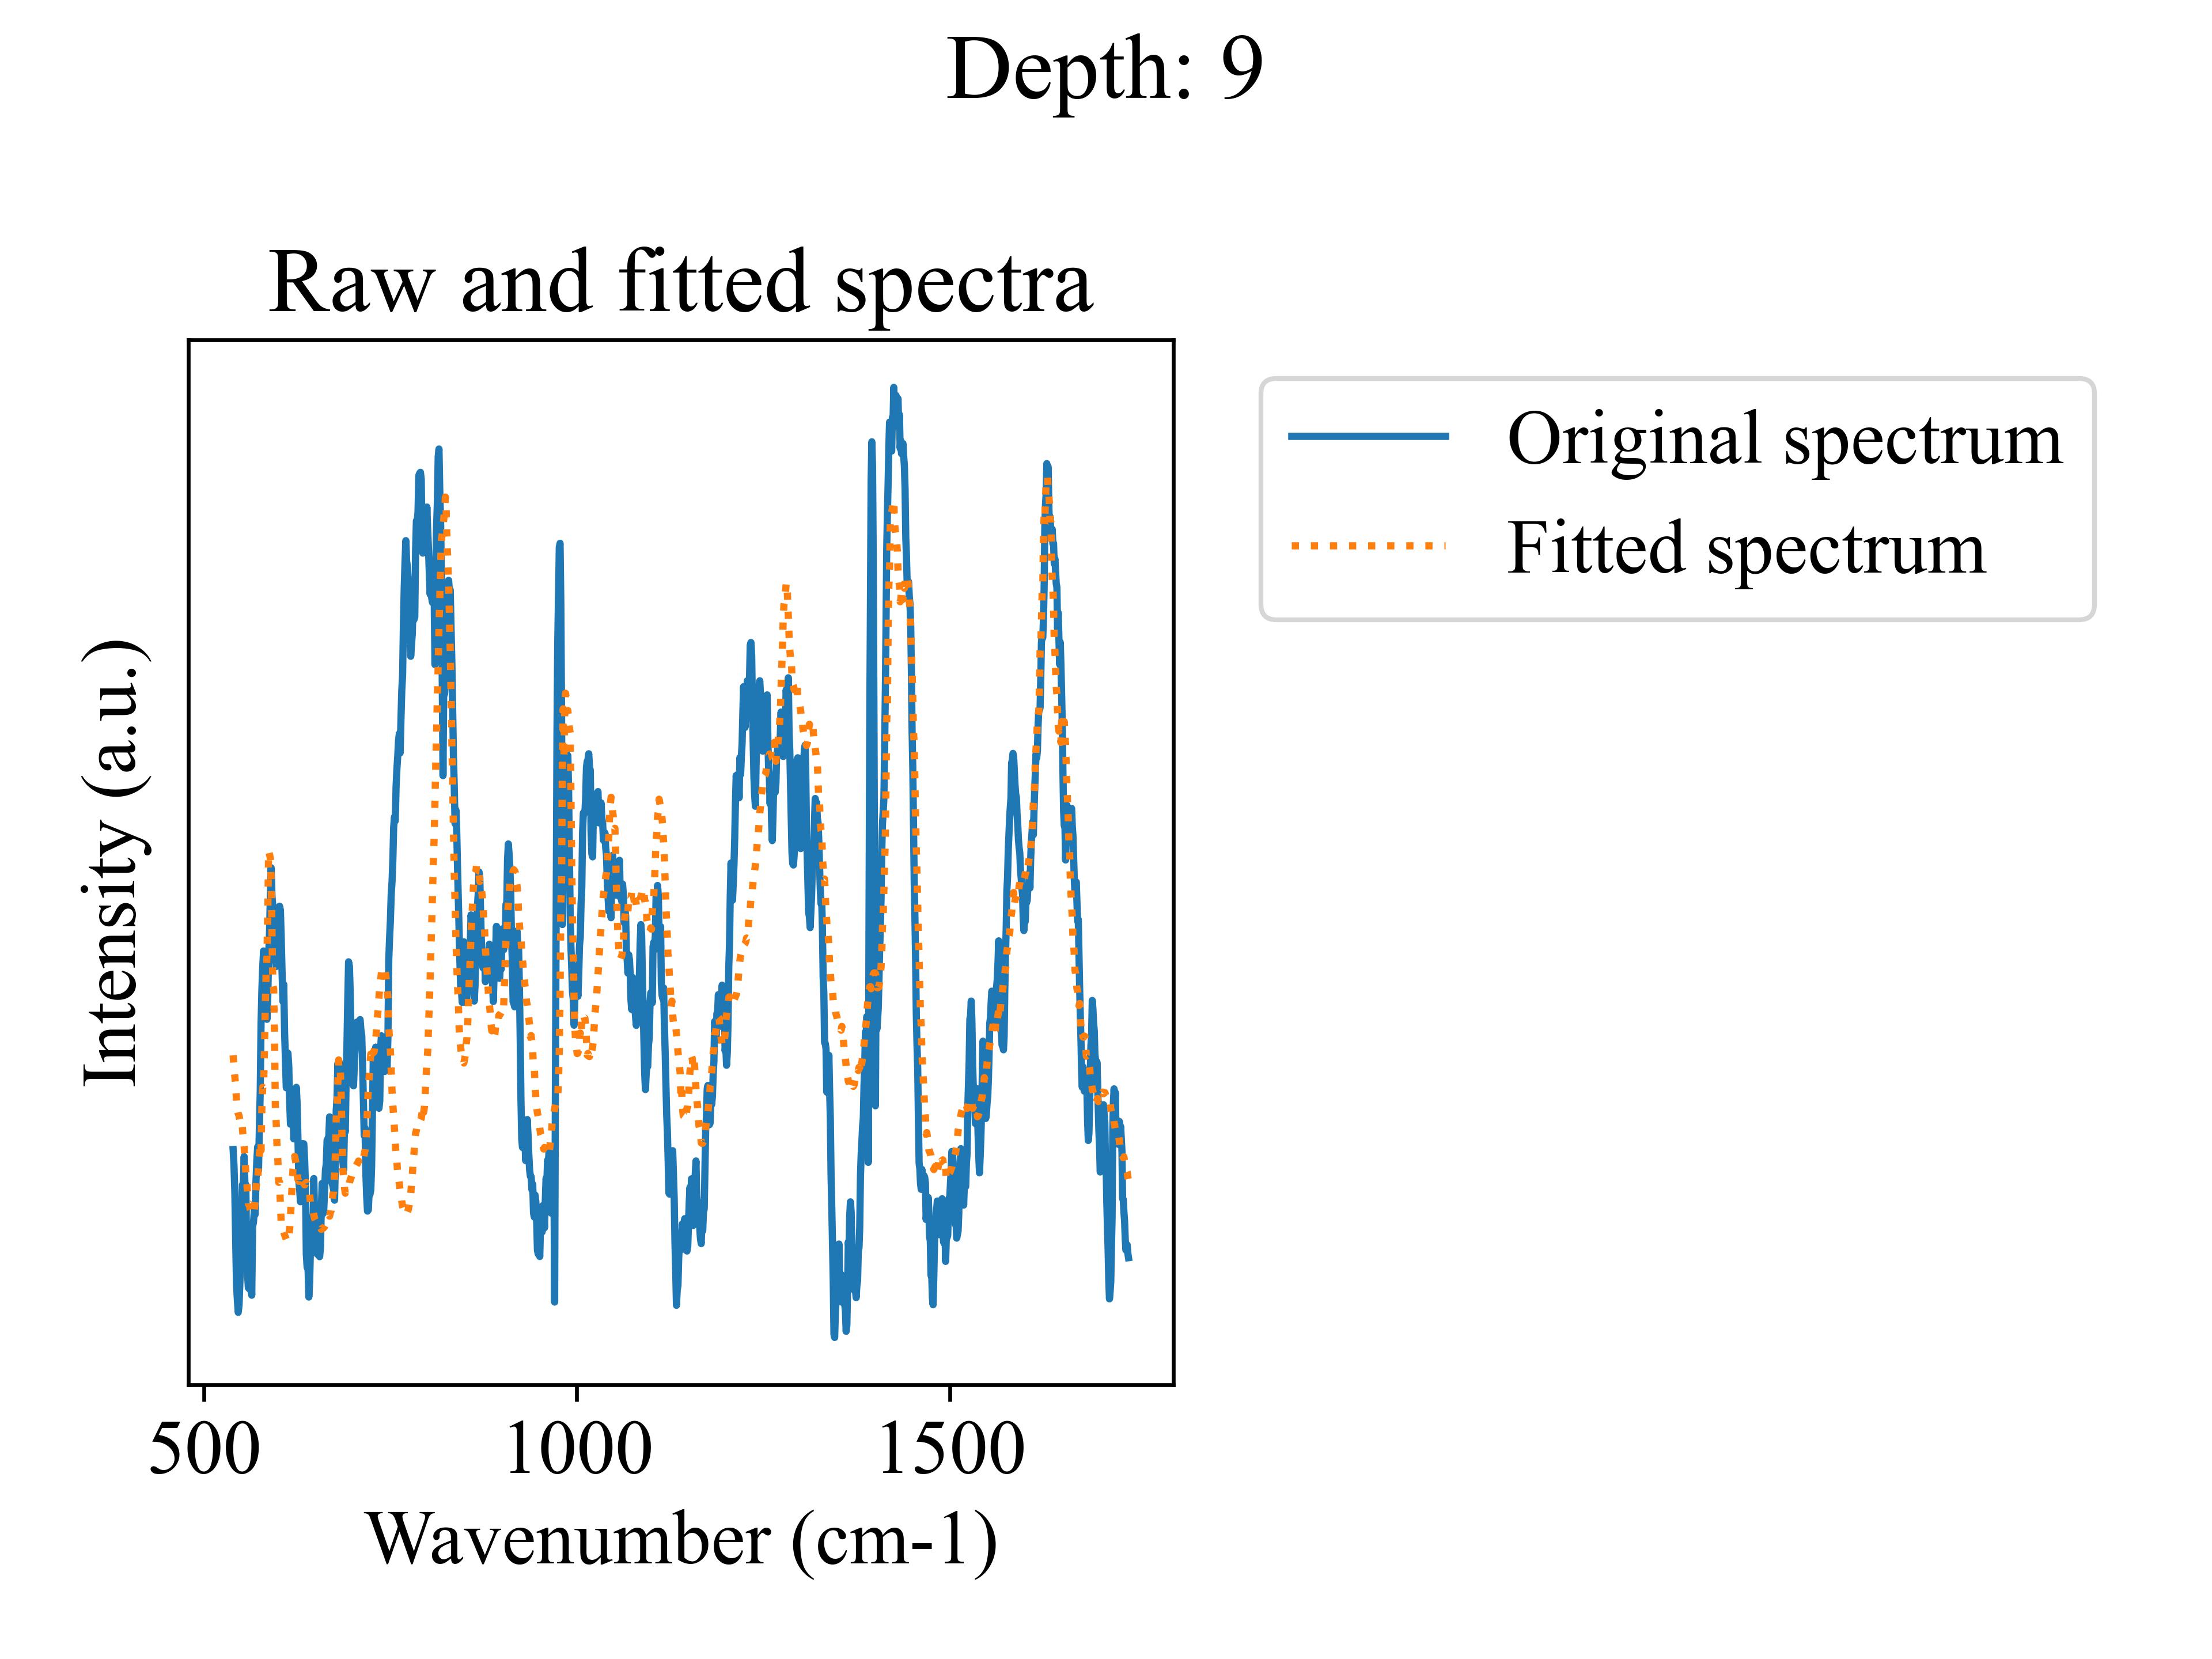 Depth: 9
Raw and fitted spectra
Original spectrum
Fitted spectrum
Intensity (a.u.)
500 1000 1500
Wavenumber (cm-1)